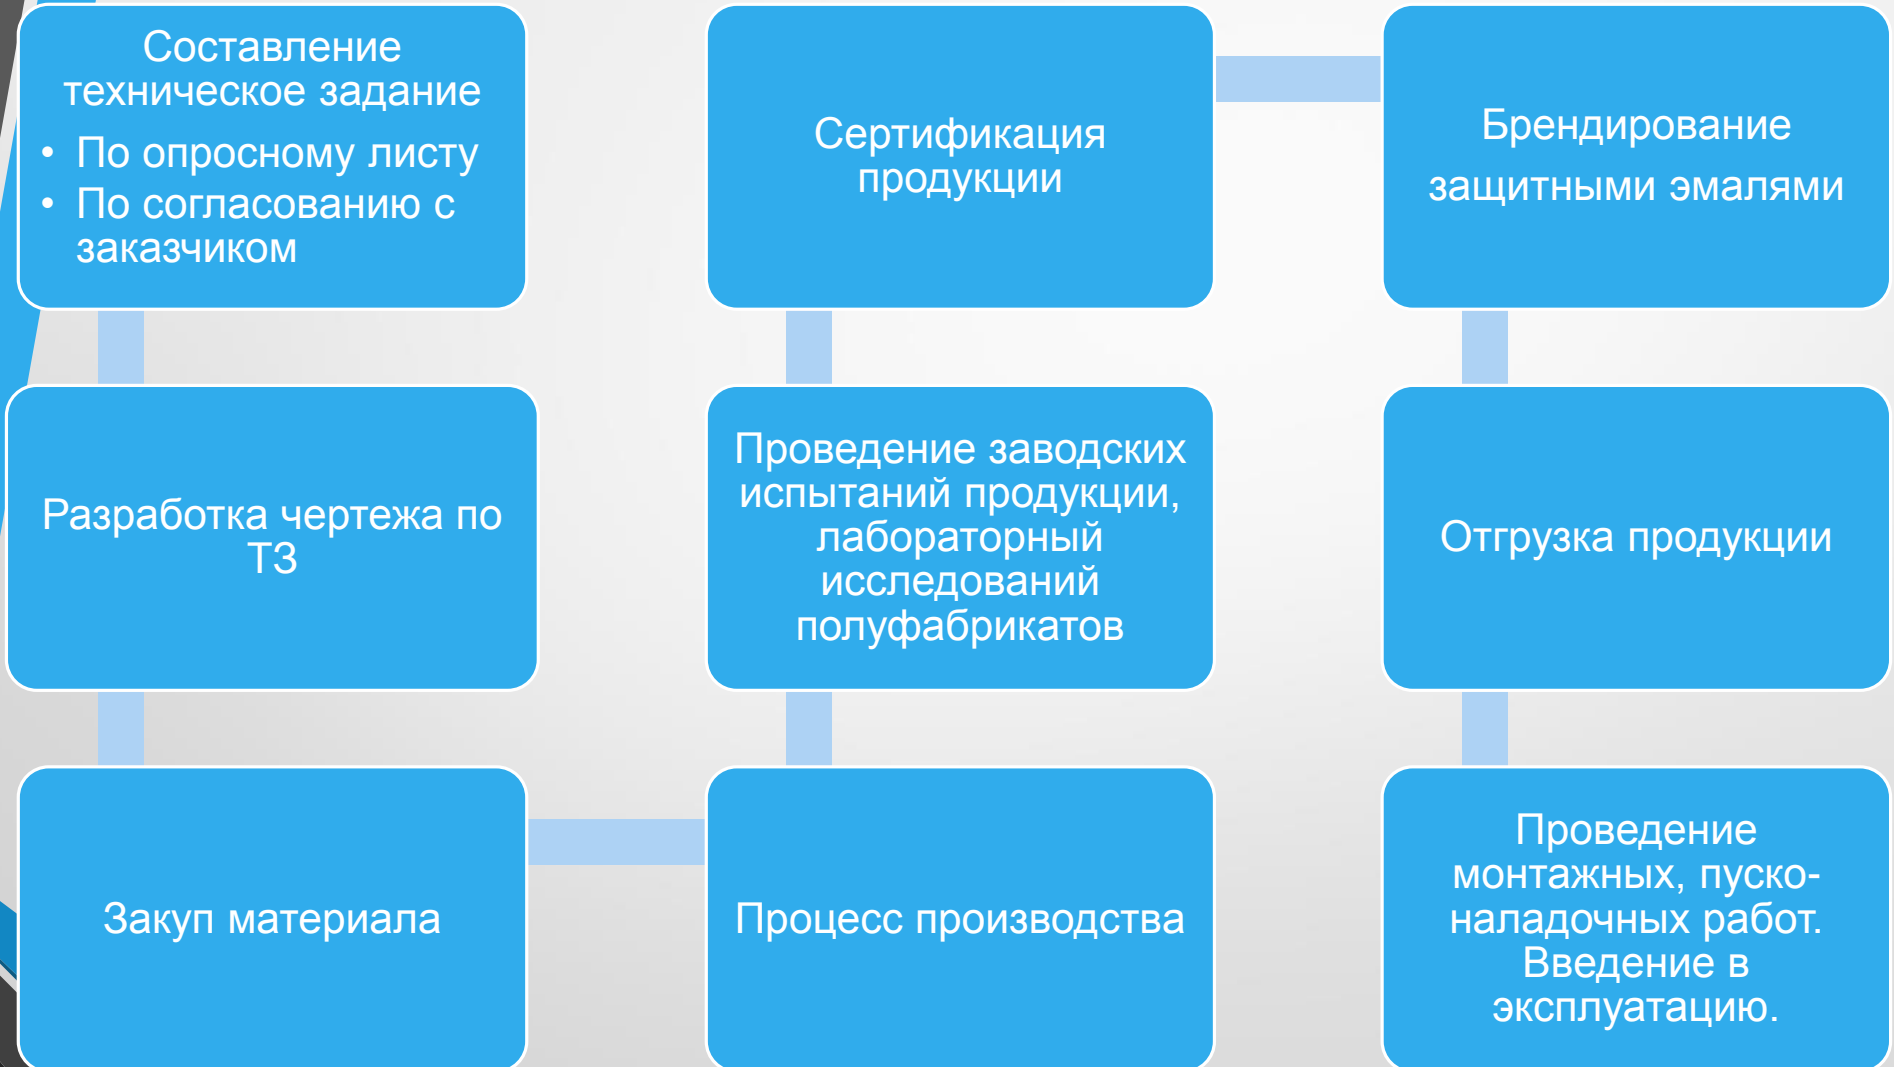 Составление
техническое задание
• По опросному листу
• По согласованию с
заказчиком
Разработка чертежа по
ТЗ
Закуп материала
Процесс производства
Проведение заводских
испытаний продукции,
лабораторный
исследований
полуфабрикатов
Сертификация
продукции
Брендирование
защитными эмалями
Отгрузка продукции
Проведение
монтажных, пуско-
наладочных работ.
Введение в
эксплуатацию.